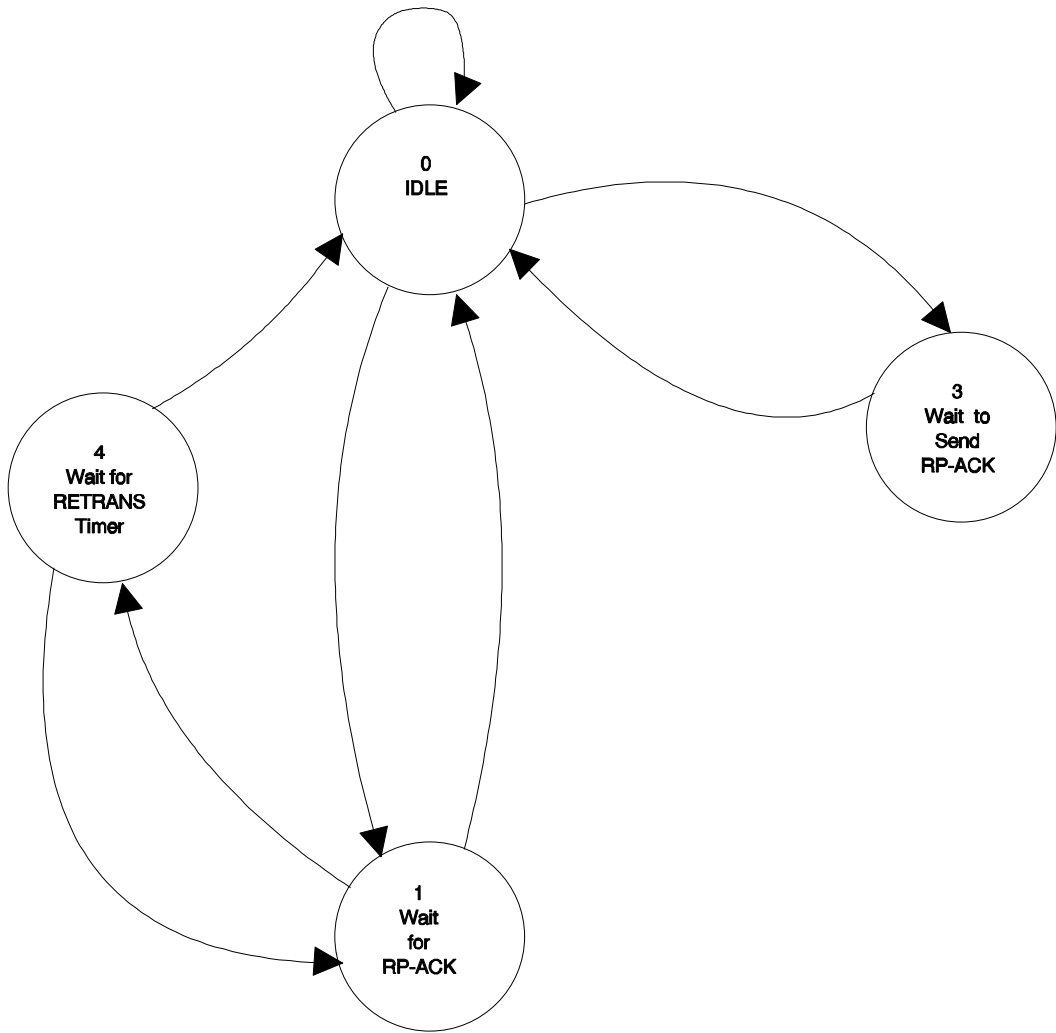 0
IDLE
3
Wait to
Send
RP-ACK
4
Wait for
RETRANS
Timer
1
Wait
for
RP-ACK